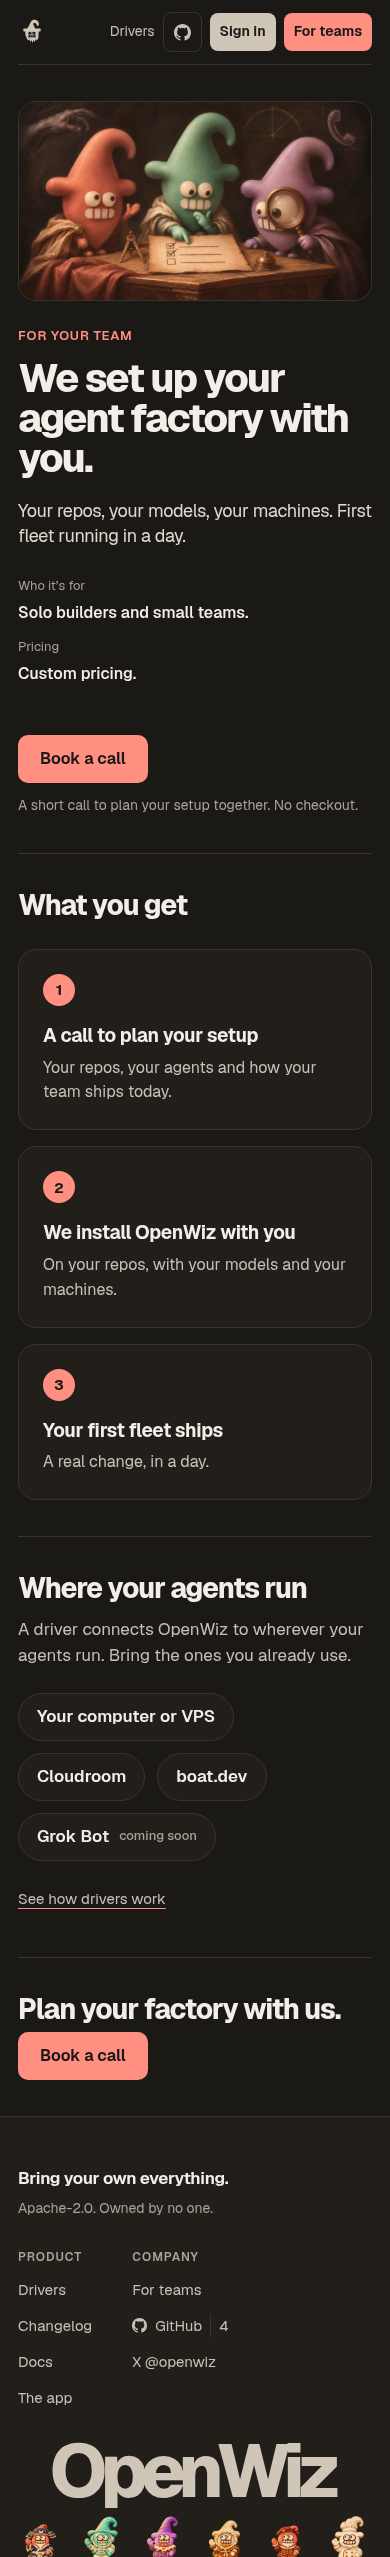 Drivers
Sign in
For teams
FOR YOUR TEAM
We set up your
agent factory with
you.
Your repos, your models, your machines. First
fleet running in a day.
Who it's for
Solo builders and small teams.
Pricing
Custom pricing.
Book a call
A short call to plan your setup together. No checkout.
What you get
1
A call to plan your setup
Your repos, your agents and how your
team ships today.
2
We install OpenWiz with you
On your repos, with your models and your
machines.
3
Your first fleet ships
A real change, in a day.
Where your agents run
A driver connects OpenWiz to wherever your
agents run. Bring the ones you already use.
Your computer or VPS
Cloudroom
boat.dev
Grok Bot coming soon
See how drivers work
Plan your factory with us.
Book a call
Bring your own everything.
Apache-2.0. Owned by no one.
PRODUCT
Drivers
Changelog
Docs
The app
COMPANY
For teams
GitHub 4
X @openwiz
OpenWiz